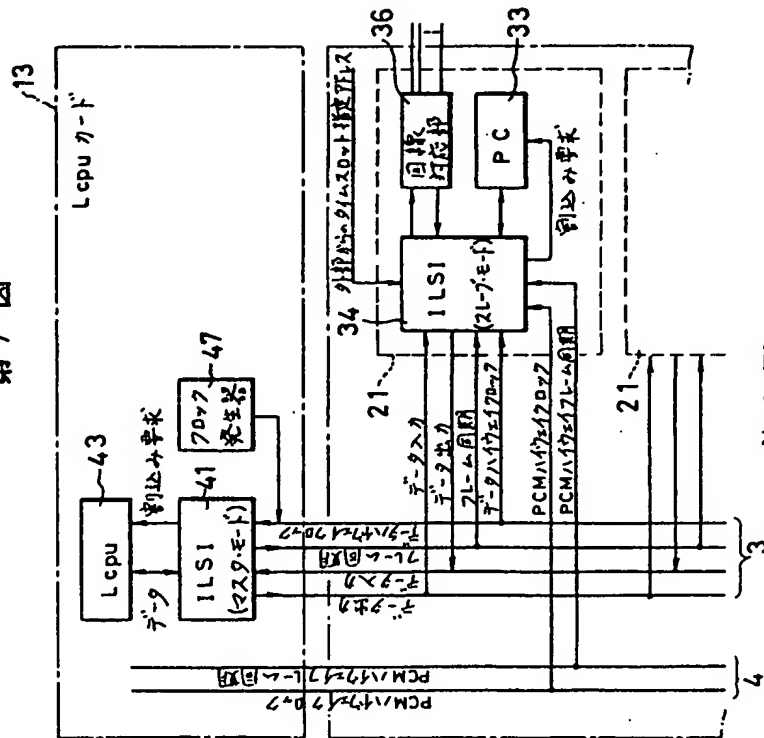 第7図
13
Lcpuカード
43
Lcpu
データ
割込み要求
47
クロック
発生器
41
ILSI
(マスタ・モード)
データハイウェイクロック
フレーム同期
データ入力
データ出力
PCMハイウェイフレーム同期
PCMハイウェイクロック
外部からのタイムスロット指定アドレス
36
回線
対応部
33
PC
割込み要求
34
ILSI
(スレーブ・モード)
21
データ入力
データ出力
フレーム同期
データハイウェイクロック
PCMハイウェイクロック
PCMハイウェイフレーム同期
21
3
4